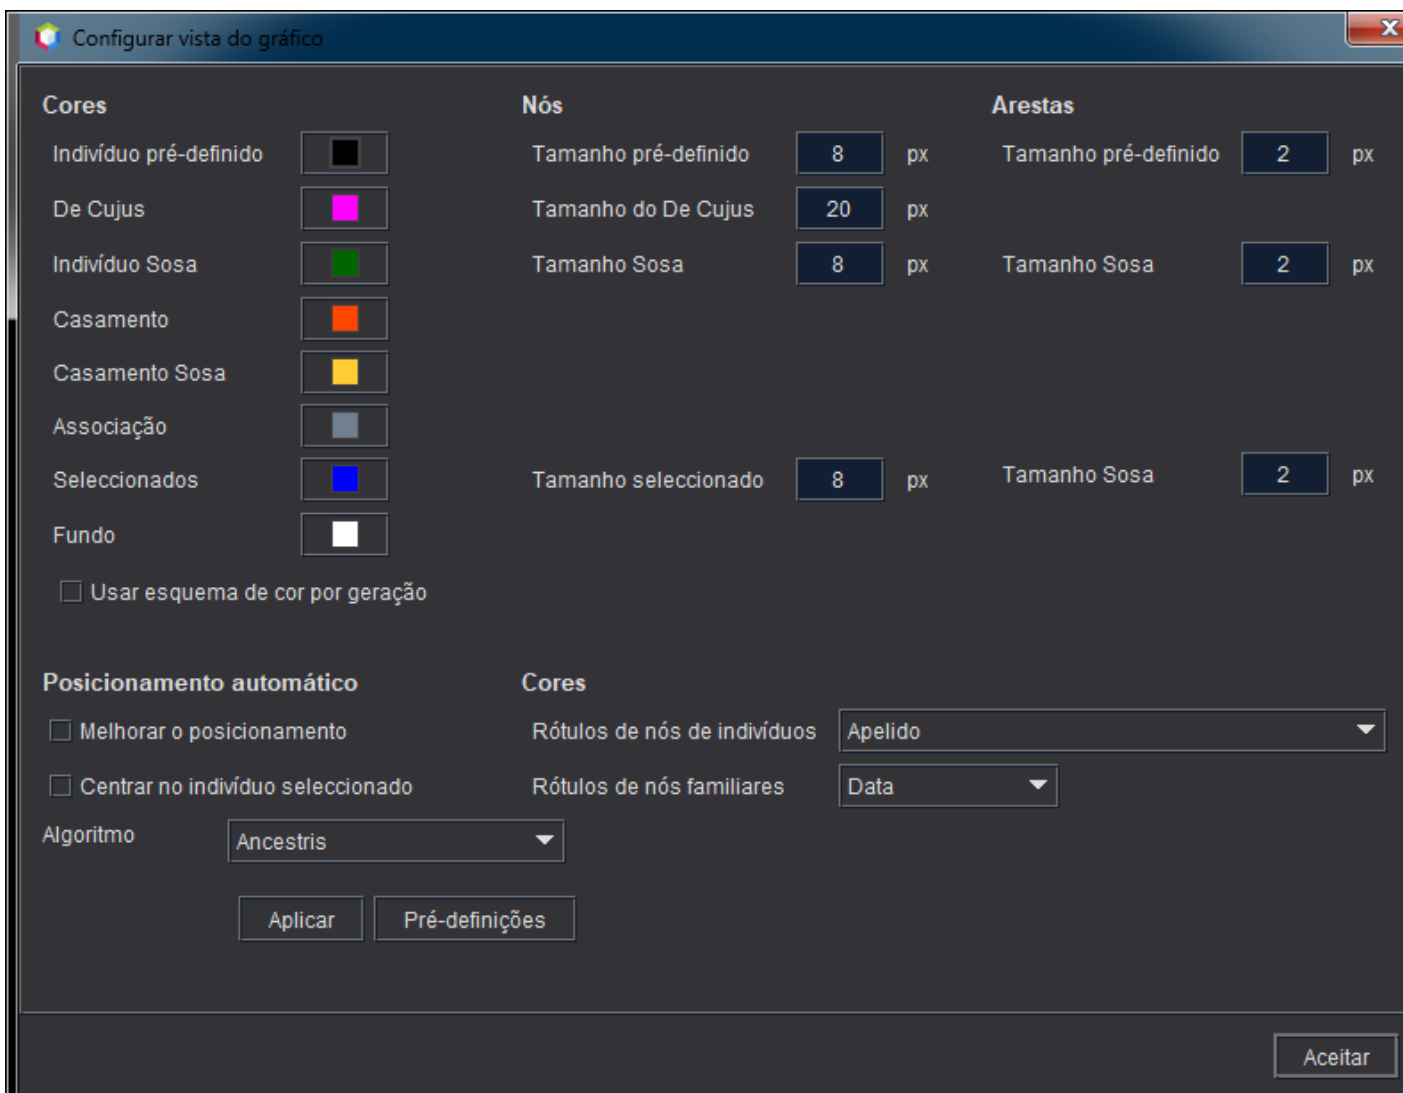 Configurar vista do gráfico
Cores Nós Arestas
Indivíduo pré-definido Tamanho pré-definido 8 px Tamanho pré-definido 2 px
De Cujus Tamanho do De Cujus 20 px
Indivíduo Sosa Tamanho Sosa 8 px Tamanho Sosa 2 px
Casamento
Casamento Sosa
Associação
Seleccionados Tamanho seleccionado 8 px Tamanho Sosa 2 px
Fundo
Usar esquema de cor por geração
Posicionamento automático Cores
Melhorar o posicionamento Rótulos de nós de indivíduos Apelido
Centrar no indivíduo seleccionado Rótulos de nós familiares Data
Algoritmo Ancestris
Aplicar Pré-definições
Aceitar